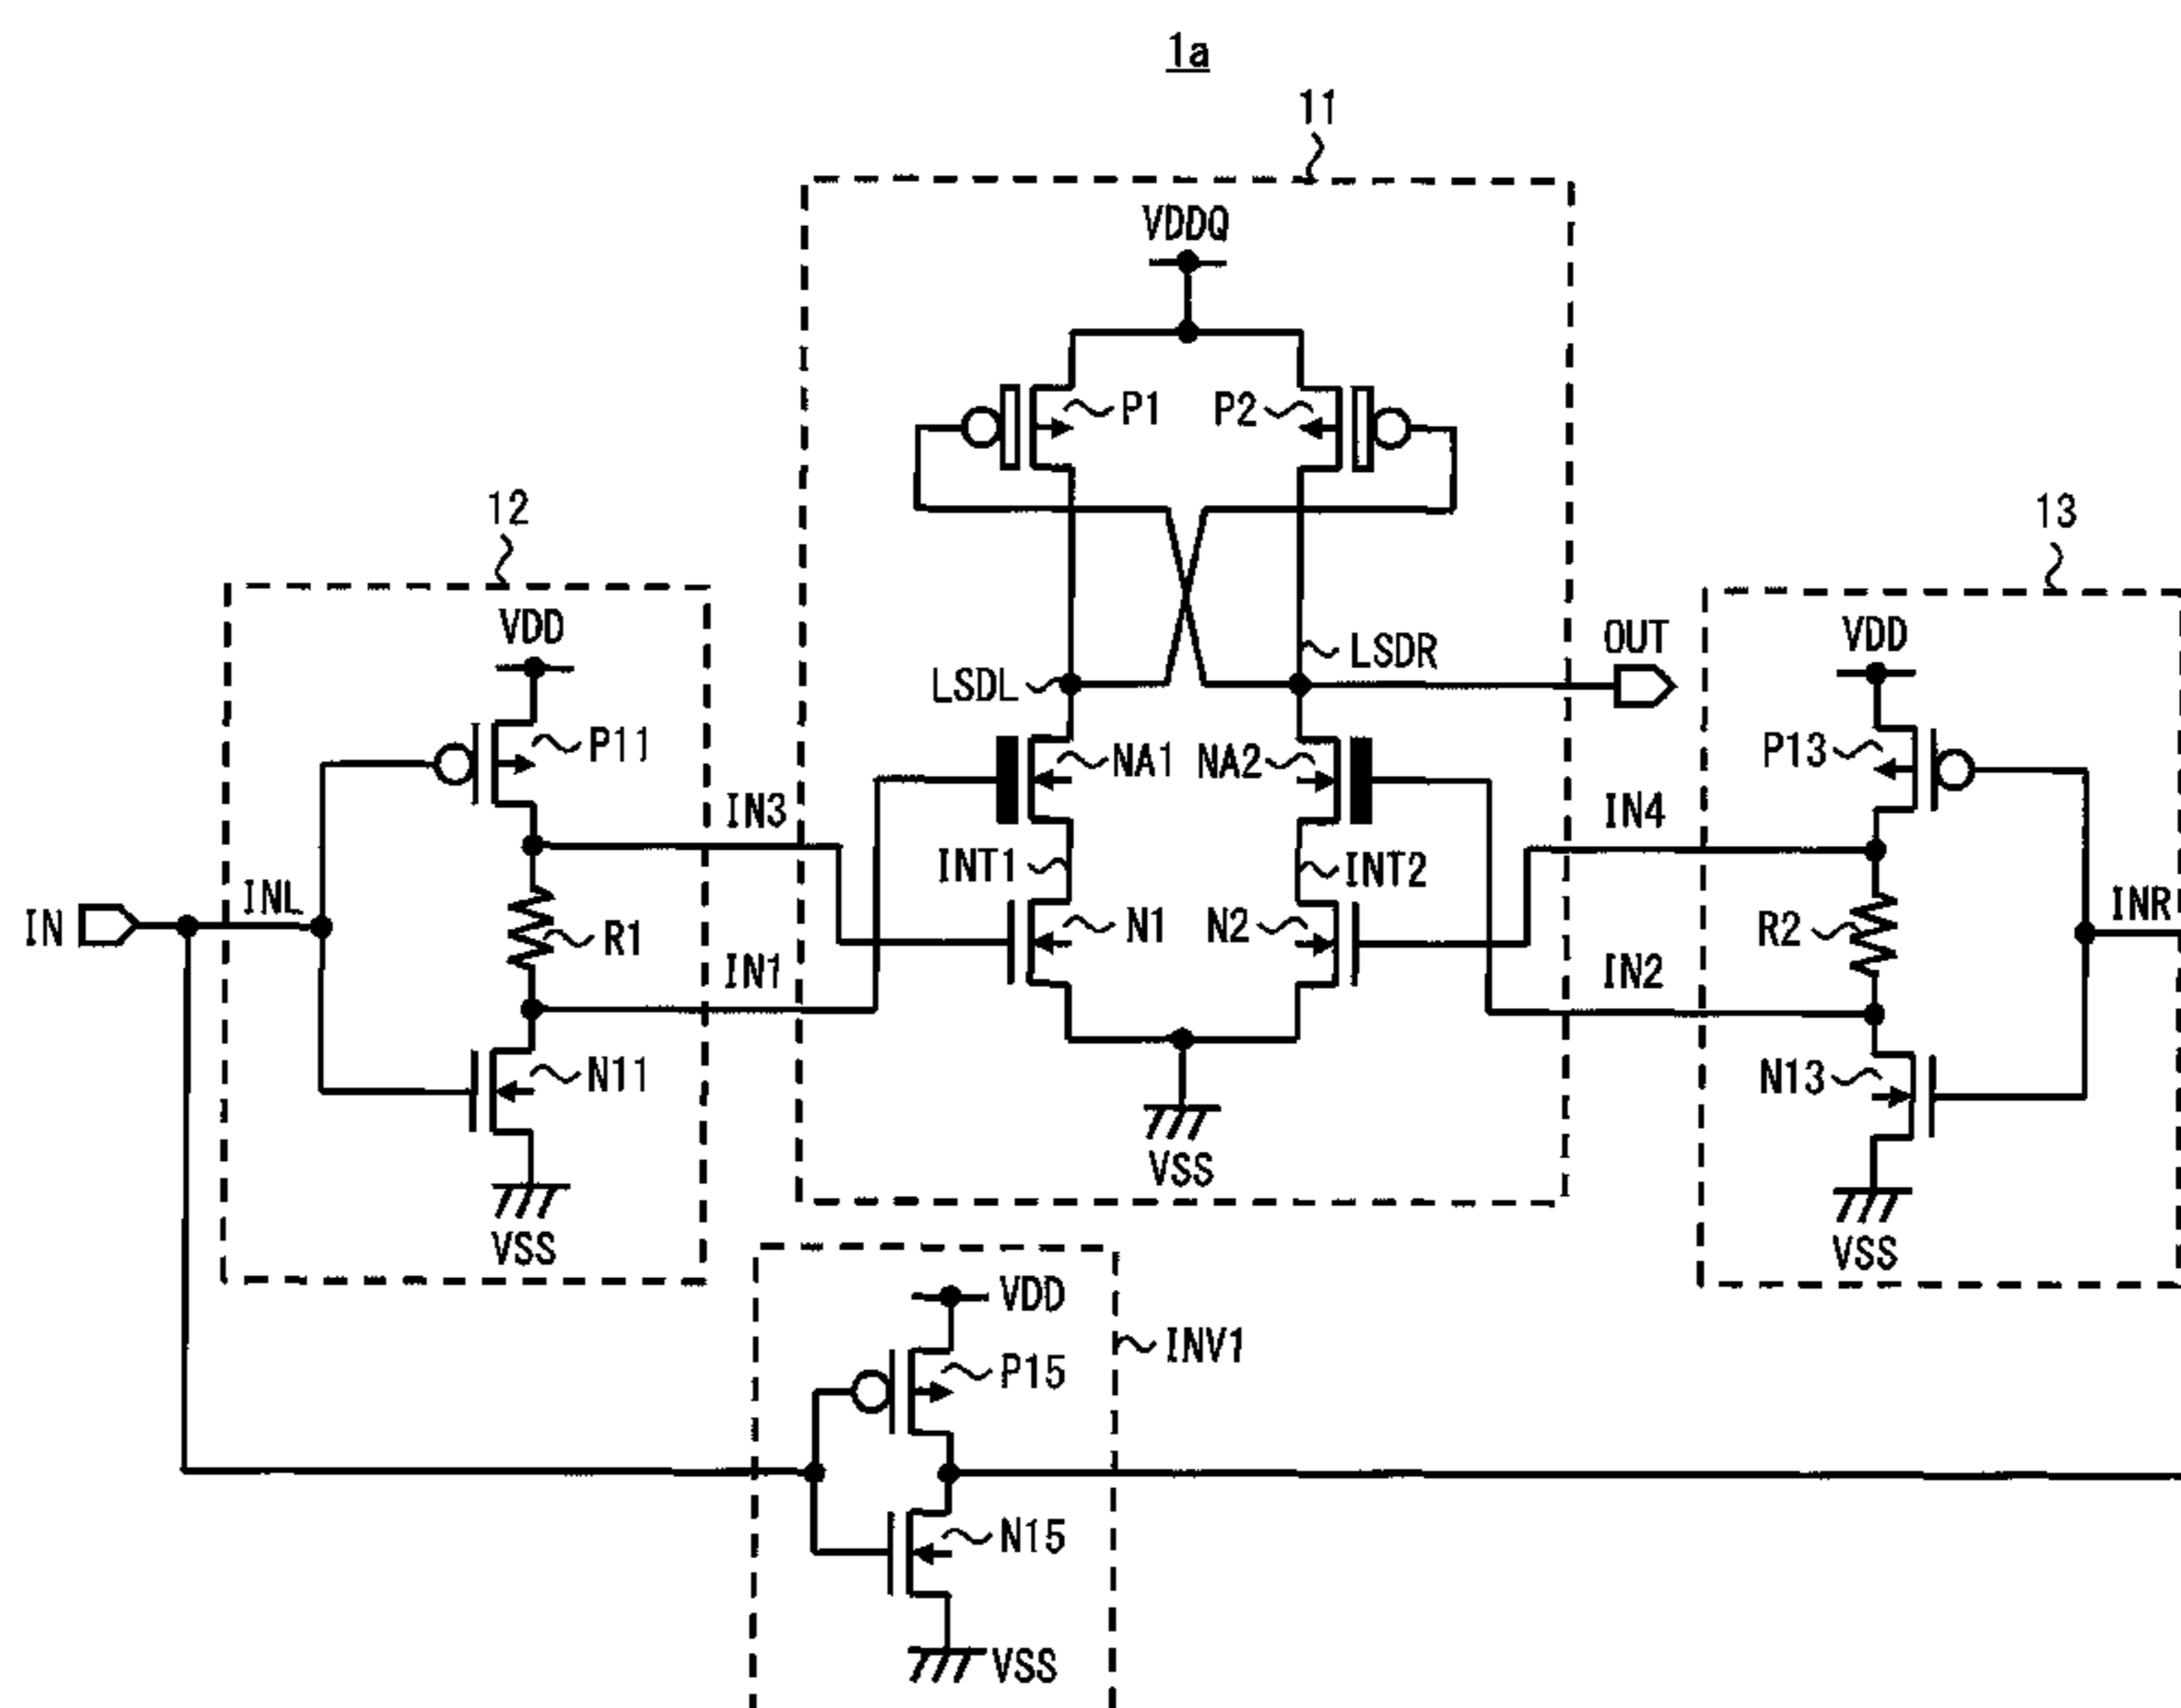 1a
11
VDDQ
P1
P2
12
13
VDD
OUT
VDD
LSDR
LSDL
P11
NA1
NA2
P13
IN3
IN4
INT1
INT2
INL
IN
R1
N1
N2
R2
INR
IN1
IN2
N11
N13
VSS
VSS
VSS
VDD
INV1
P15
N15
VSS